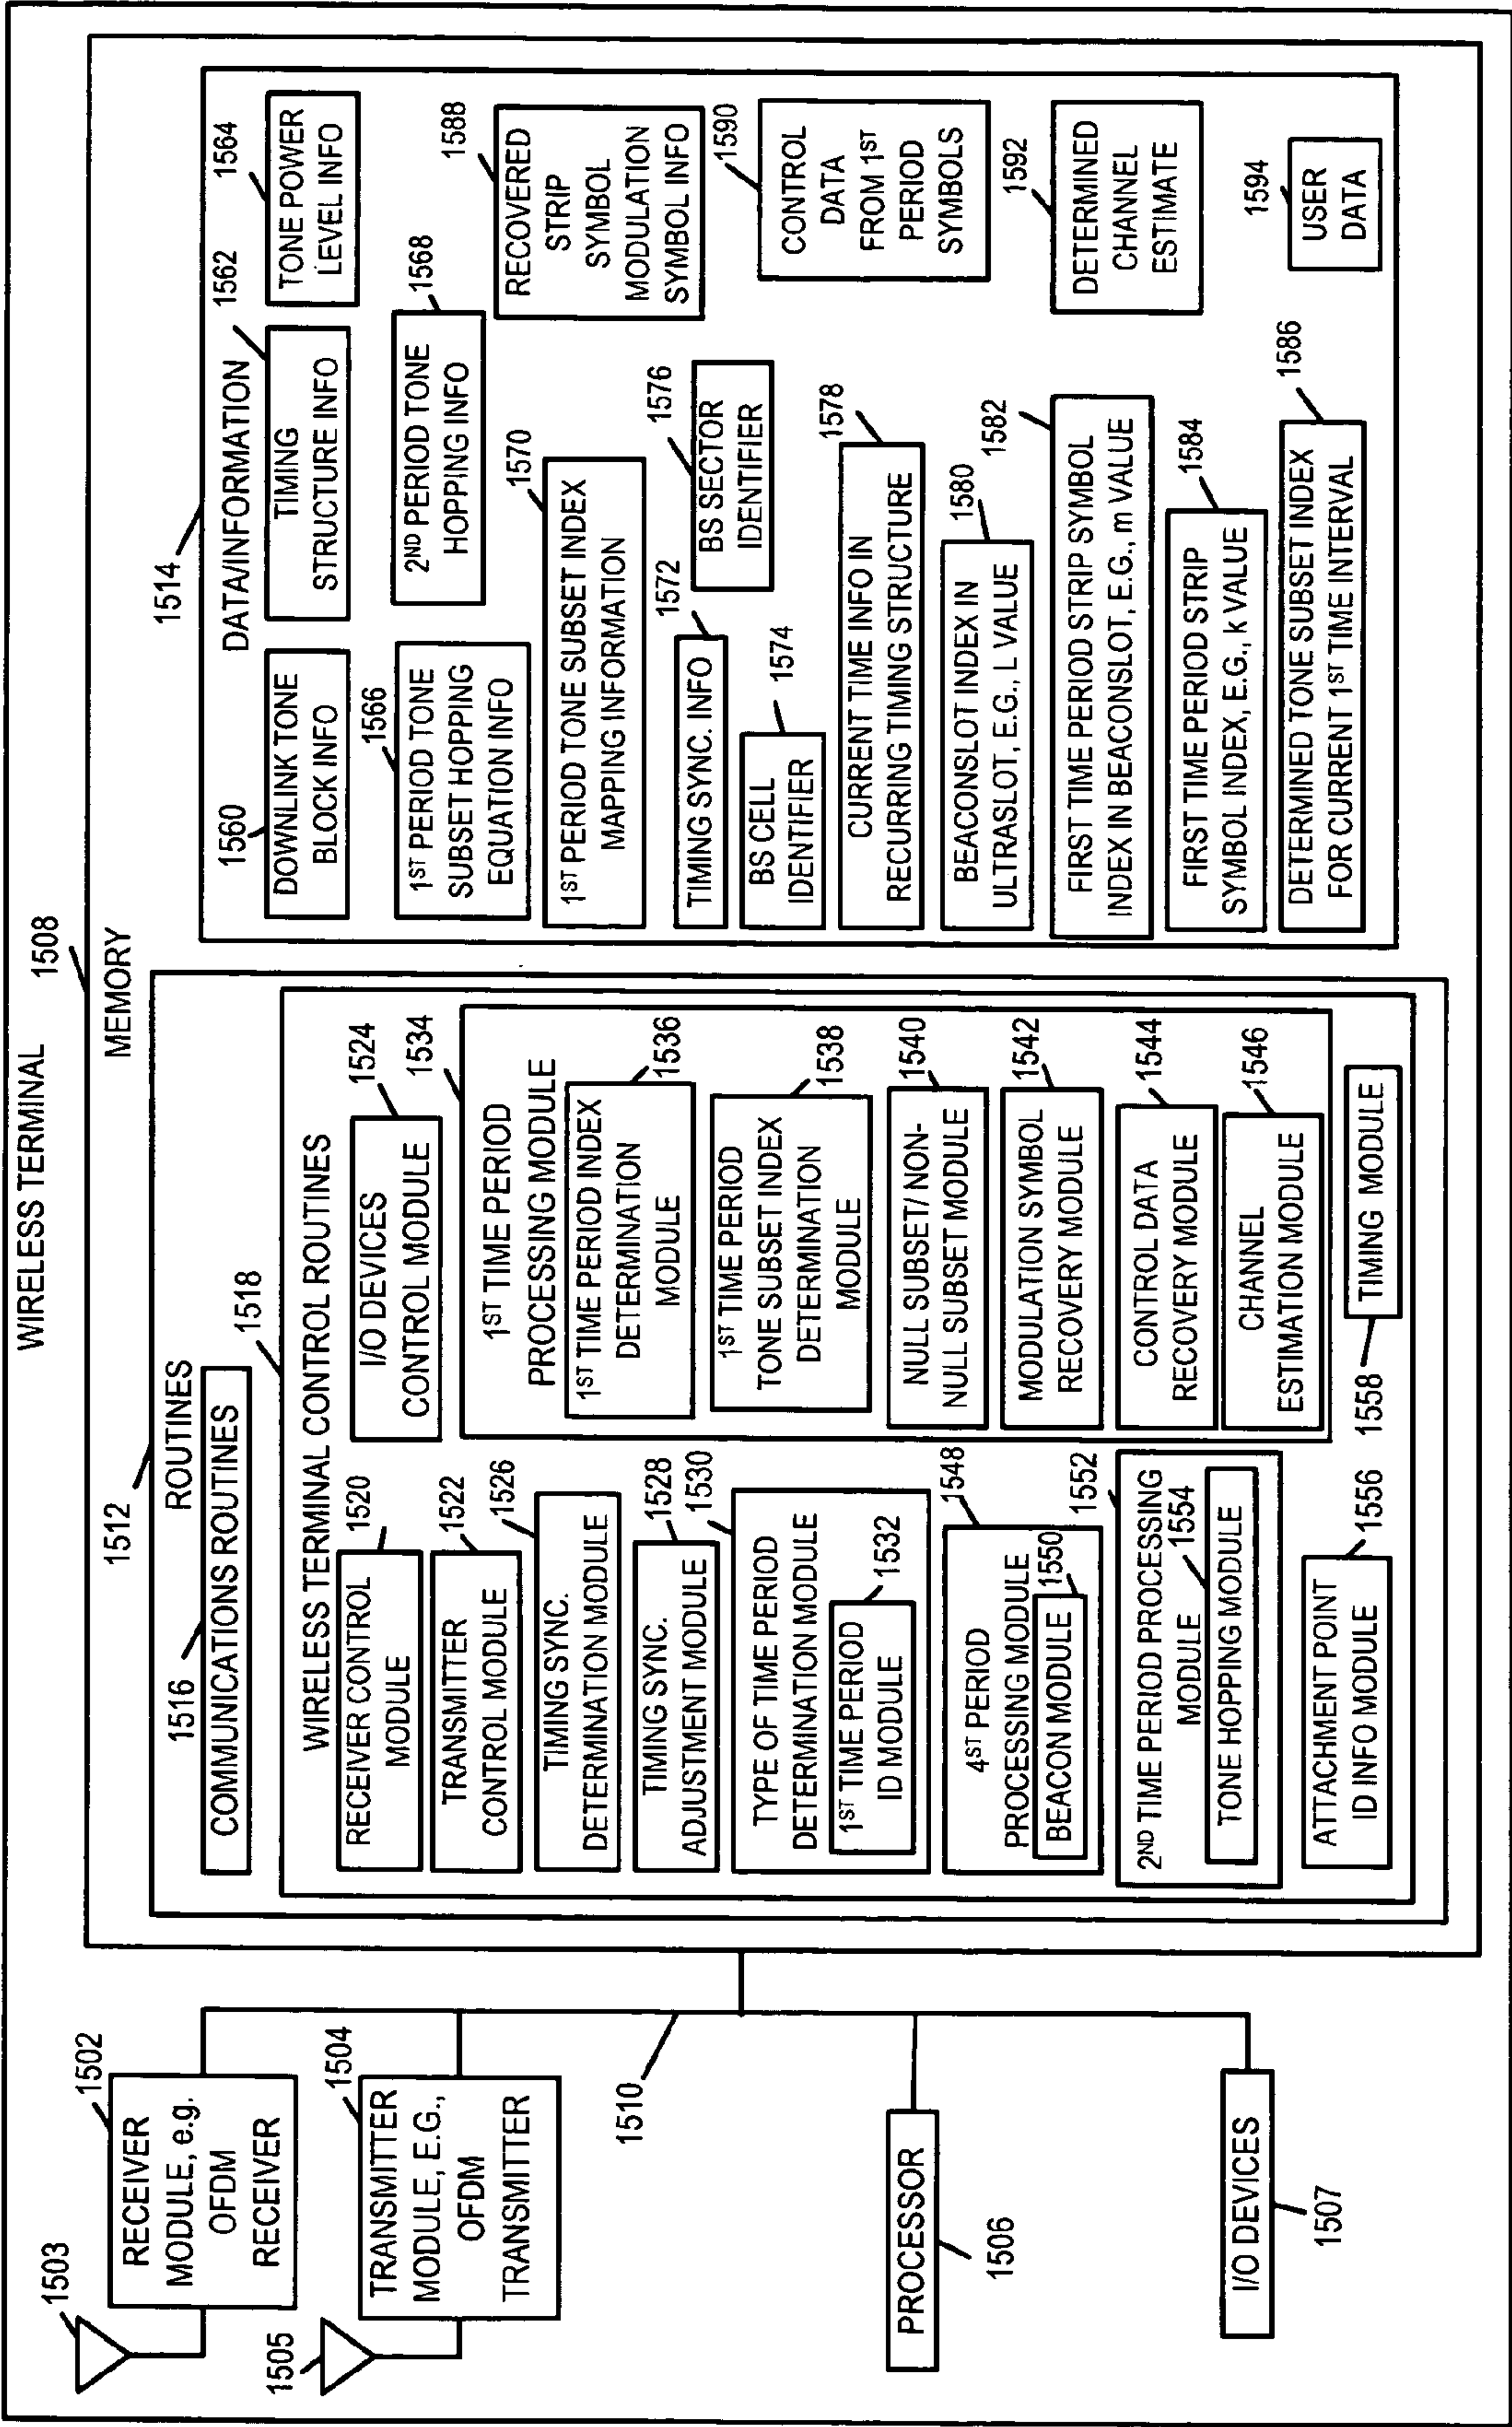 WIRELESS TERMINAL
1503
1502
RECEIVER
MODULE, e.g.
OFDM
RECEIVER
1505
1504
TRANSMITTER
MODULE, E.G.,
OFDM
TRANSMITTER
1510
PROCESSOR
1506
I/O DEVICES
1507
1508
MEMORY
1512
ROUTINES
1516
COMMUNICATIONS ROUTINES
1518
WIRELESS TERMINAL CONTROL ROUTINES
1520
RECEIVER CONTROL
MODULE
1522
TRANSMITTER
CONTROL MODULE
1526
TIMING SYNC.
DETERMINATION MODULE
1528
TIMING SYNC.
ADJUSTMENT MODULE
1530
TYPE OF TIME PERIOD
DETERMINATION MODULE
1532
1ST TIME PERIOD
ID MODULE
1548
4ST PERIOD
PROCESSING MODULE
1550
BEACON MODULE
1552
2ND TIME PERIOD PROCESSING
MODULE
1554
TONE HOPPING MODULE
1556
ATTACHMENT POINT
ID INFO MODULE
1524
I/O DEVICES
CONTROL MODULE
1534
1ST TIME PERIOD
PROCESSING MODULE
1536
1ST TIME PERIOD INDEX
DETERMINATION
MODULE
1538
1ST TIME PERIOD
TONE SUBSET INDEX
DETERMINATION
MODULE
1540
NULL SUBSET/ NON-
NULL SUBSET MODULE
1542
MODULATION SYMBOL
RECOVERY MODULE
1544
CONTROL DATA
RECOVERY MODULE
1546
CHANNEL
ESTIMATION MODULE
1558
TIMING MODULE
1514
DATA/INFORMATION
1560
DOWNLINK TONE
BLOCK INFO
1562
TIMING
STRUCTURE INFO
1564
TONE POWER
LEVEL INFO
1566
1ST PERIOD TONE
SUBSET HOPPING
EQUATION INFO
1568
2ND PERIOD TONE
HOPPING INFO
1570
1ST PERIOD TONE SUBSET INDEX
MAPPING INFORMATION
1572
TIMING SYNC. INFO
1574
BS CELL
IDENTIFIER
1576
BS SECTOR
IDENTIFIER
1578
CURRENT TIME INFO IN
RECURRING TIMING STRUCTURE
1580
BEACONSLOT INDEX IN
ULTRASLOT, E.G., L VALUE
1582
FIRST TIME PERIOD STRIP SYMBOL
INDEX IN BEACONSLOT, E.G., m VALUE
1584
FIRST TIME PERIOD STRIP
SYMBOL INDEX, E.G., k VALUE
1586
DETERMINED TONE SUBSET INDEX
FOR CURRENT 1ST TIME INTERVAL
1588
RECOVERED
STRIP
SYMBOL
MODULATION
SYMBOL INFO
1590
CONTROL
DATA
FROM 1ST
PERIOD
SYMBOLS
1592
DETERMINED
CHANNEL
ESTIMATE
1594
USER
DATA